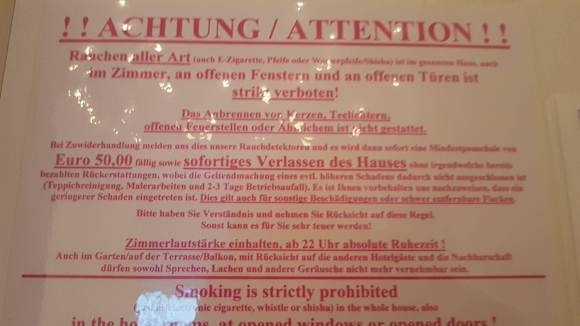 ! ! ACHTUNG / ATTENTION ! !
Rauchen aller Art (auch E-Zigarette, Pfeife oder Wasserpfeife/Shisha) ist im gesamten Haus, auch
im Zimmer, an offenen Fenstern und an offenen Türen ist
strikt verboten!
Das Anbrennen von Kerzen, Teelichtern,
offenen Feuerstellen oder Ähnlichem ist nicht gestattet.
Bei Zuwiderhandlung melden uns dies unsere Rauchdetektoren und es wird dann sofort eine Mindestpauschale von
Euro 50,00 fällig sowie sofortiges Verlassen des Hauses ohne irgendwelche bereits
bezahlten Rückerstattungen, wobei die Geltendmachung eines evtl. höheren Schadens dadurch nicht ausgeschlossen ist
(Teppichreinigung, Malerarbeiten und 2-3 Tage Betriebsausfall). Es ist Ihnen vorbehalten uns nachzuweisen, dass ein
geringerer Schaden eingetreten ist. Dies gilt auch für sonstige Beschädigungen oder schwer entfernbare Flecken.
Bitte haben Sie Verständnis und nehmen Sie Rücksicht auf diese Regel.
Sonst kann es für Sie sehr teuer werden!
Zimmerlautstärke einhalten, ab 22 Uhr absolute Ruhezeit !
Auch im Garten/auf der Terrasse/Balkon, mit Rücksicht auf die anderen Hotelgäste und die Nachbarschaft
dürfen sowohl Sprechen, Lachen und andere Geräusche nicht mehr vernehmbar sein.
Smoking is strictly prohibited
cigarette, whistle or shisha) in the whole house, also
in the at opened windows or opened doors !